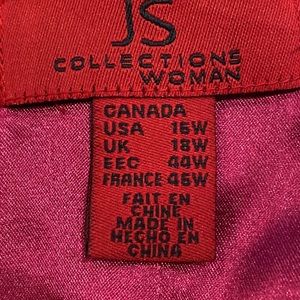 JS
COLLECTIONS
WOMAN
CANADA
USA 16W
UK 18W
EEC 44W
FRANCE 46W
FAIT EN
CHINE
MADE IN
HECHO EN
CHINA